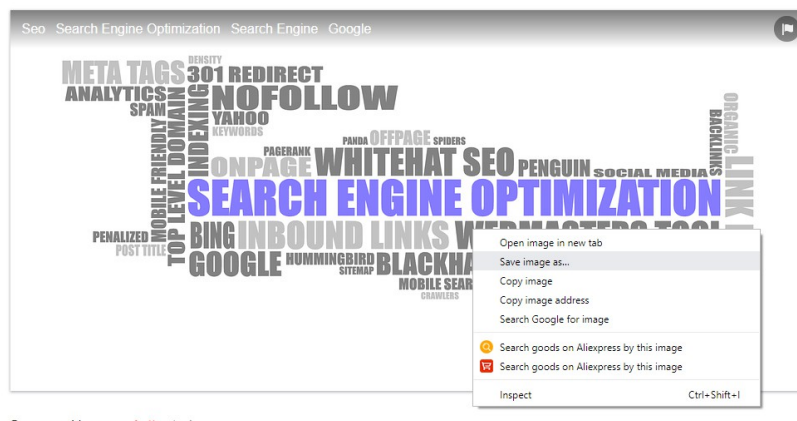 Seo Search Engine Optimization Search Engine Google
DENSITY
META TAGS
301 REDIRECT
ANALYTICS
NOFOLLOW
SPAM
YAHOO
KEYWORDS
INDEXING
TOP LEVEL DOMAIN
MOBILE FRIENDLY
PANDA OFFPAGE SPIDERS
PAGERANK
ONPAGE WHITEHAT SEO PENGUIN SOCIAL MEDIA
BACKLINKS
ORGANIC
LINK
SEARCH ENGINE OPTIMIZATION
PENALIZED
POST TITLE
BING INBOUND LINKS
GOOGLE HUMMINGBIRD
SITEMAP
MOBILE SEAR
CRAWLERS
Open image in new tab
Save image as...
Copy image
Copy image address
Search Google for image
Search goods on Aliexpress by this image
Search goods on Aliexpress by this image
Inspect Ctrl+Shift+I